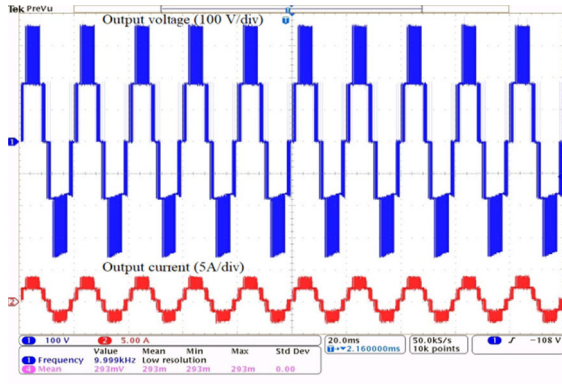 Tek PreVu
Output voltage (100 V/div)
Output current (5A/div)
1 100 V 2 5.00 A 20.0ms 50.0kS/s 1 -108 V
2.160000ms 10k points
Value Mean Min Max Std Dev
1 Frequency 9.999kHz Low resolution
4 Mean 293mV 293m 293m 293m 0.00